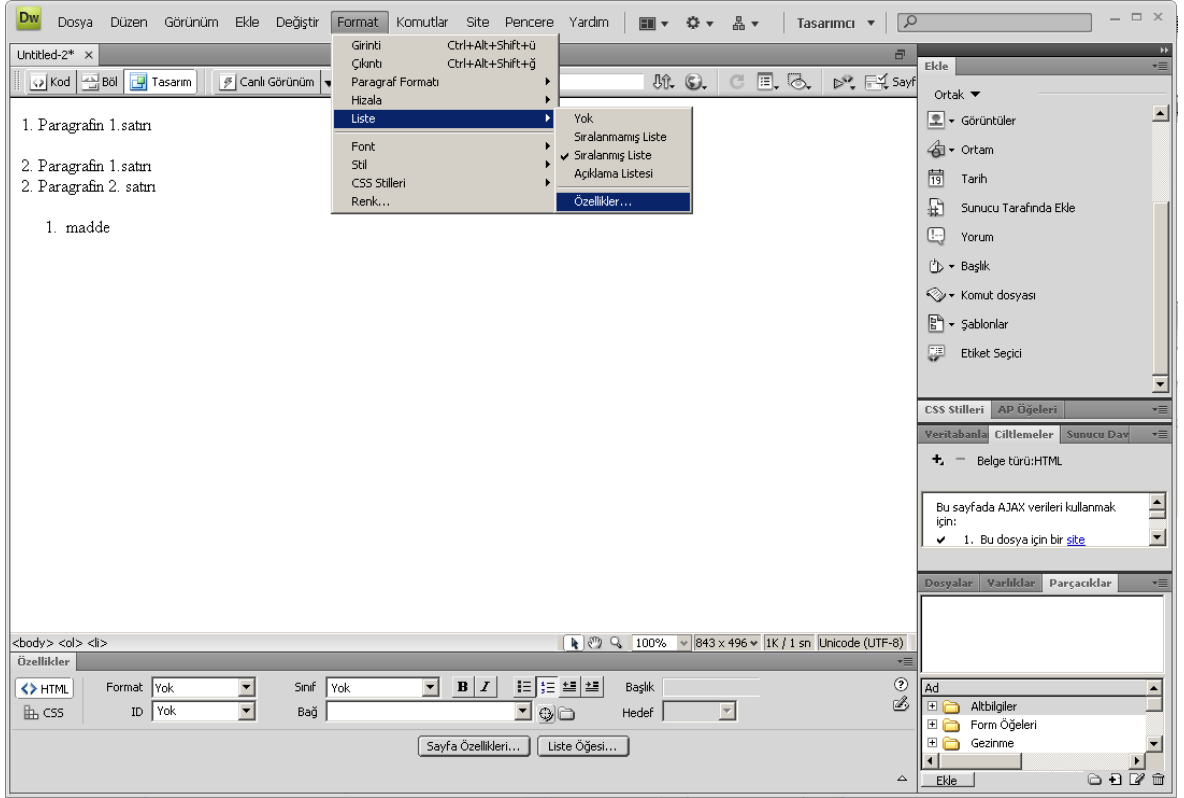 Dw Dosya Düzen Görünüm Ekle Değiştir Format Komutlar Site Pencere Yardım Tasarımcı
Untitled-2*
Kod Böl Tasarım Canlı Görünüm Sayf
Girinti Ctrl+Alt+Shift+ü
Çıkıntı Ctrl+Alt+Shift+ğ
Paragraf Formatı
Hizala
Liste
Font
Stil
CSS Stilleri
Renk...
Yok
Sıralanmamış Liste
Sıralanmış Liste
Açıklama Listesi
Özellikler...
1. Paragrafin 1.satırı
2. Paragrafin 1.satırı
2. Paragrafin 2. satırı
1. madde
Ekle
Ortak
Görüntüler
Ortam
19 Tarih
Sunucu Tarafında Ekle
Yorum
Başlık
Komut dosyası
Şablonlar
Etiket Seçici
CSS Stilleri AP Öğeleri
Veritabanla Ciltlemeler Sunucu Dav
Belge türü:HTML
Bu sayfada AJAX verileri kullanmak
için:
1. Bu dosya için bir site
Dosyalar Varlıklar Parçacıklar
Ad
Altbilgiler
Form Öğeleri
Gezinme
Ekle
<body> <ol> <li> 100% 843 x 496 1K / 1 sn Unicode (UTF-8)
Özellikler
HTML Format Yok Sınıf Yok B I Başlık
CSS ID Yok Bağ Hedef
Sayfa Özellikleri... Liste Öğesi...